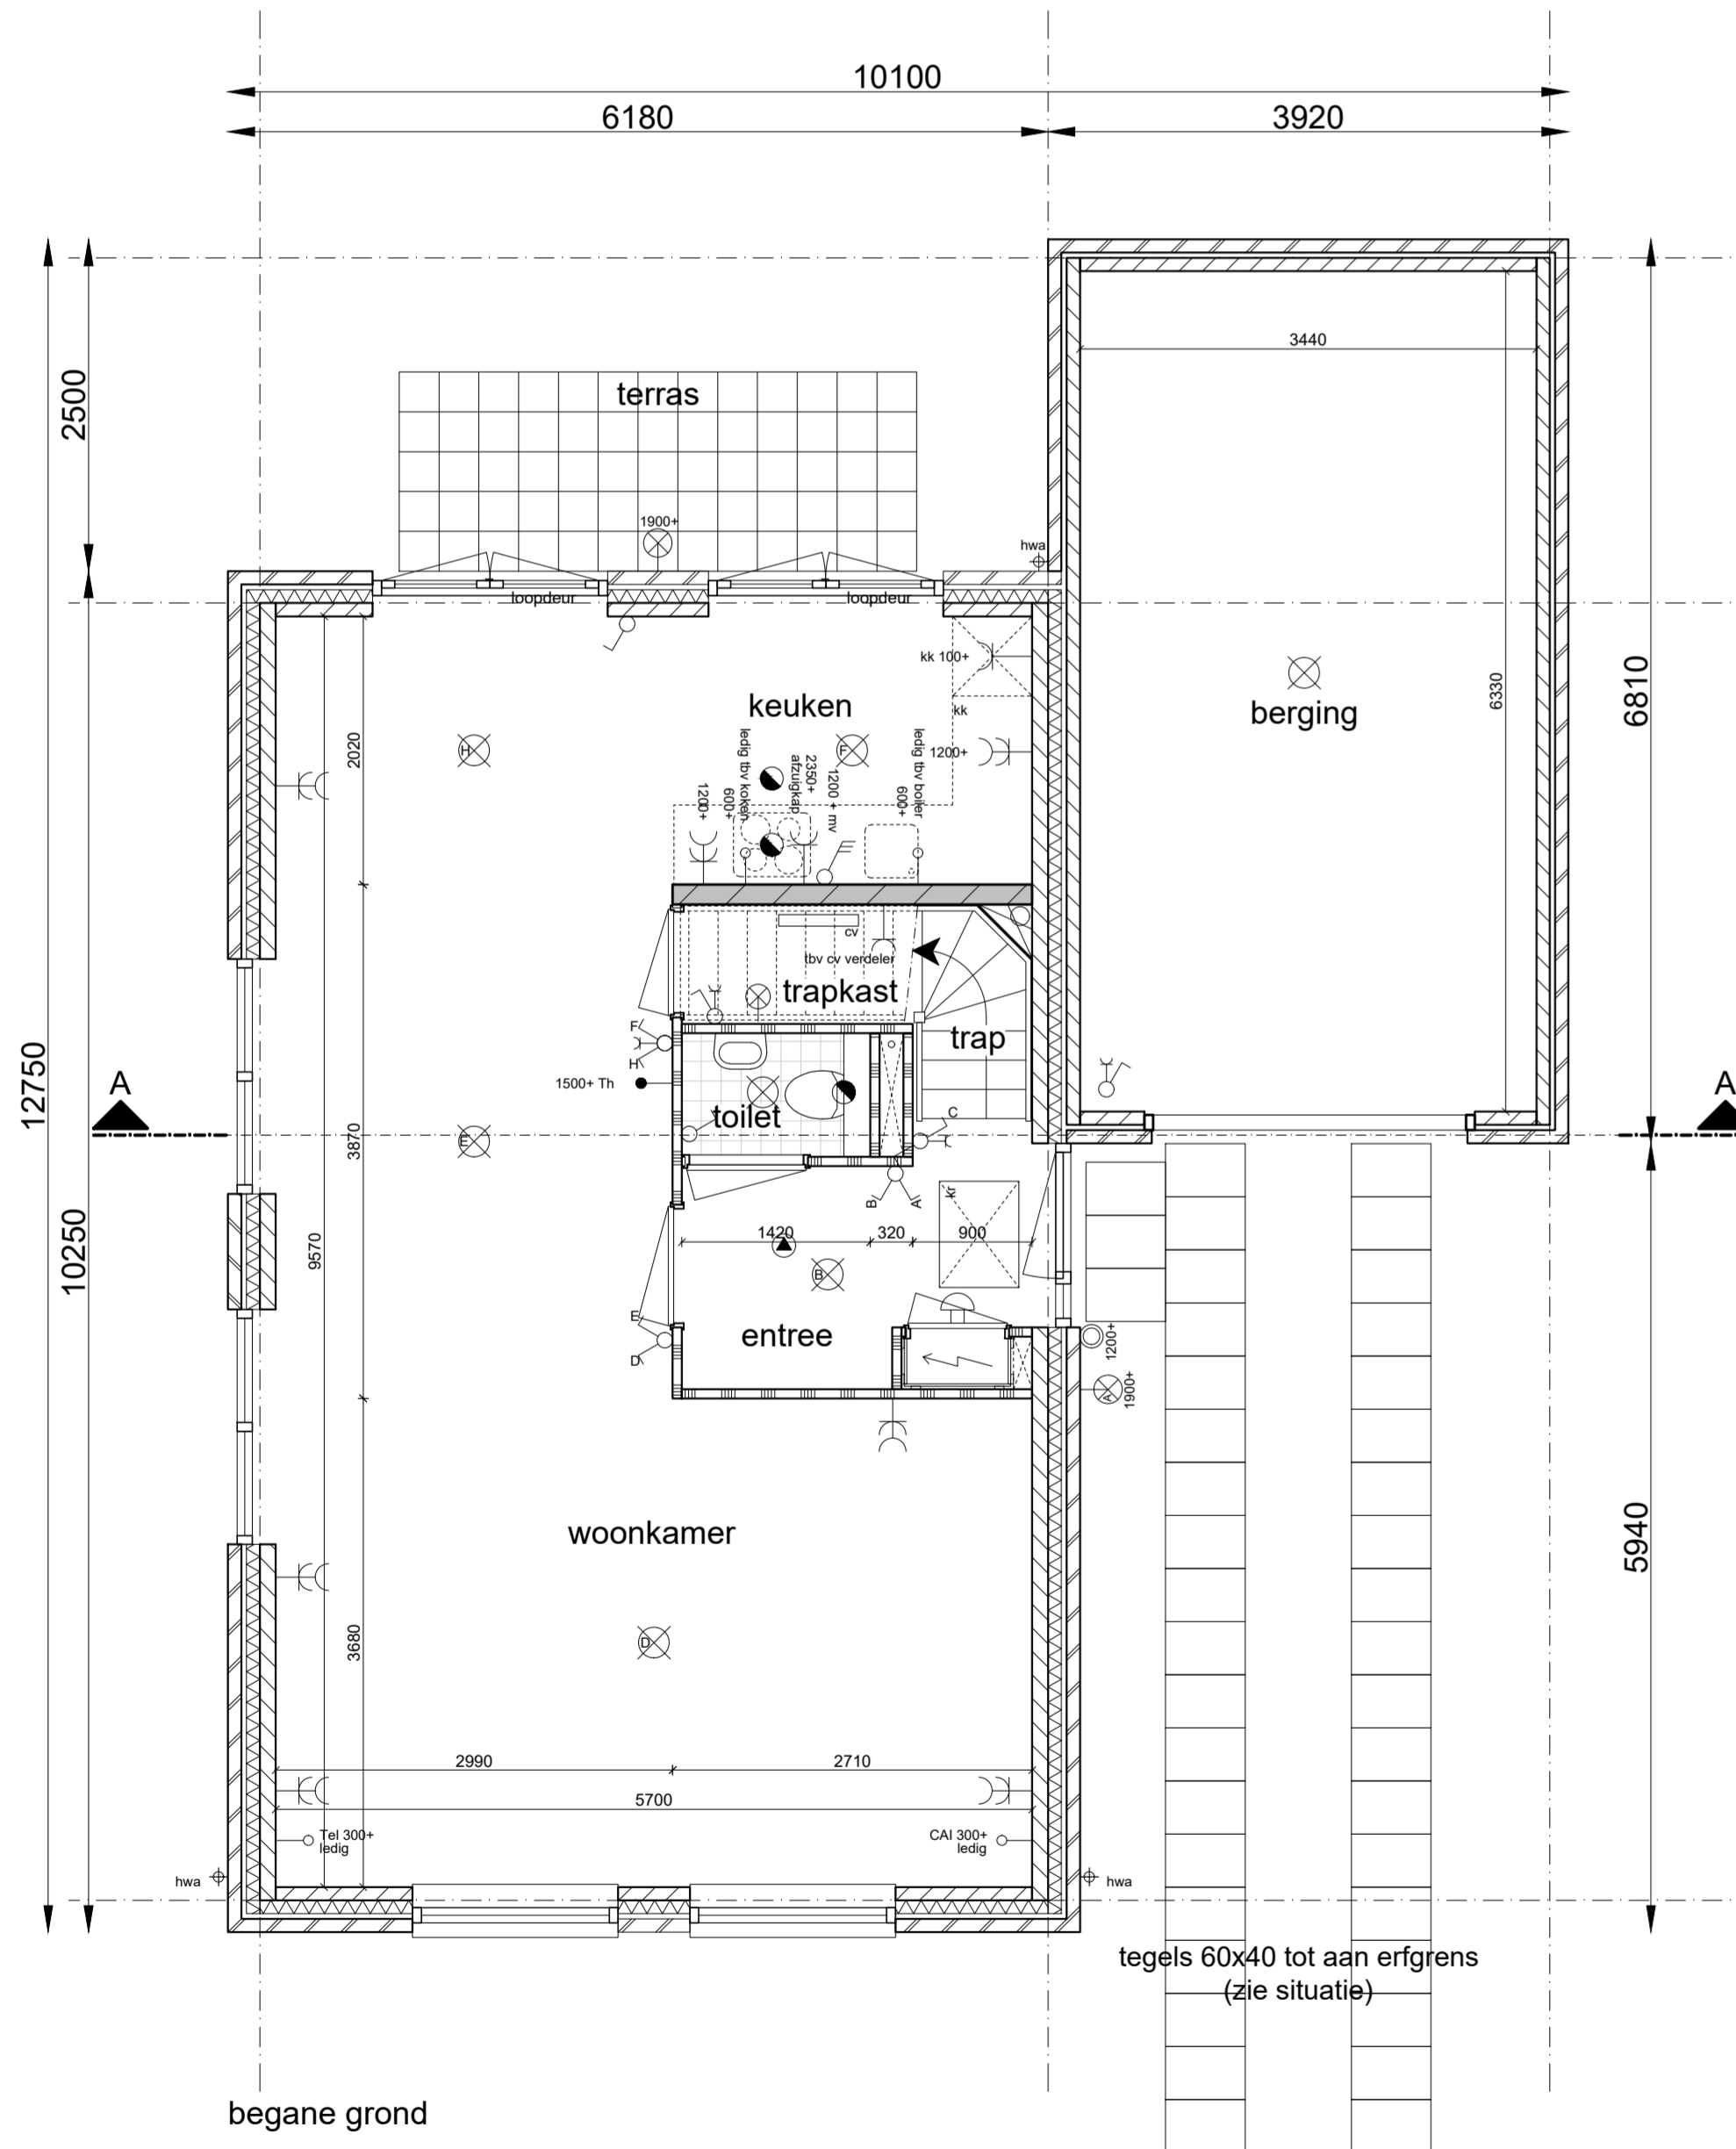 10100
6180
3920
2500
3440
terras
1900+
hwa
loopdeur
loopdeur
kk 100+
kk
keuken
berging
6330
6810
2020
H
F
1200+
1200+
600+
ledig tbv koken
2350+
afzuigkap
1200 + mv
600+
ledig tbv boiler
cv
tbv cv verdeler
trapkast
trap
F
H
1500+ Th
toilet
C
12750
A
A
E
3870
B
A
kr
10250
9570
1420
320
900
B
entree
E
D
1200+
A
1900+
woonkamer
5940
D
3680
2990
2710
5700
Tel 300+
ledig
CAI 300+
ledig
hwa
hwa
tegels 60x40 tot aan erfgrens
(zie situatie)
begane grond